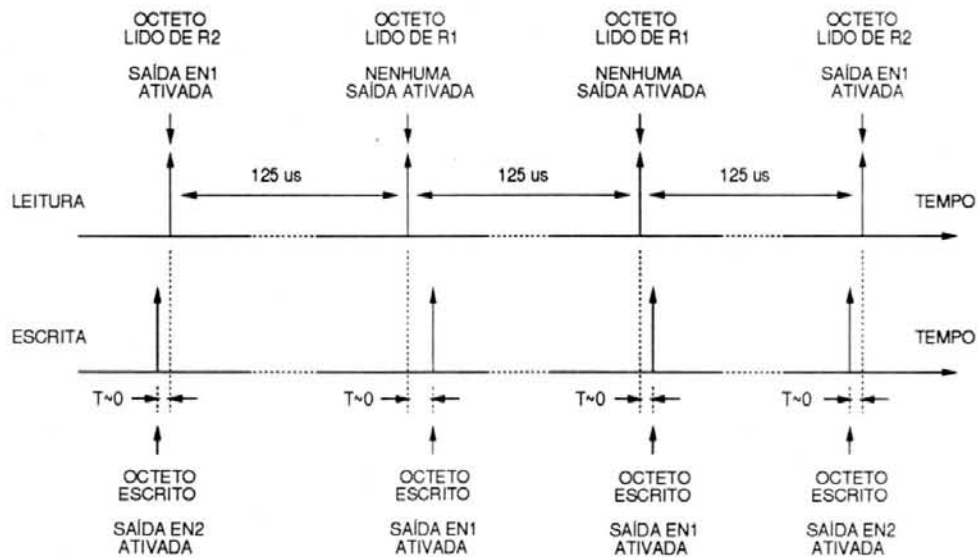 OCTETO
LIDO DE R2
SAÍDA EN1
ATIVADA
OCTETO
LIDO DE R1
NENHUMA
SAÍDA ATIVADA
OCTETO
LIDO DE R1
NENHUMA
SAÍDA ATIVADA
OCTETO
LIDO DE R2
SAÍDA EN1
ATIVADA
125 us
125 us
125 us
LEITURA
TEMPO
ESCRITA
TEMPO
T~0
T~0
T~0
T~0
OCTETO
ESCRITO
SAÍDA EN2
ATIVADA
OCTETO
ESCRITO
SAÍDA EN1
ATIVADA
OCTETO
ESCRITO
SAÍDA EN1
ATIVADA
OCTETO
ESCRITO
SAÍDA EN2
ATIVADA